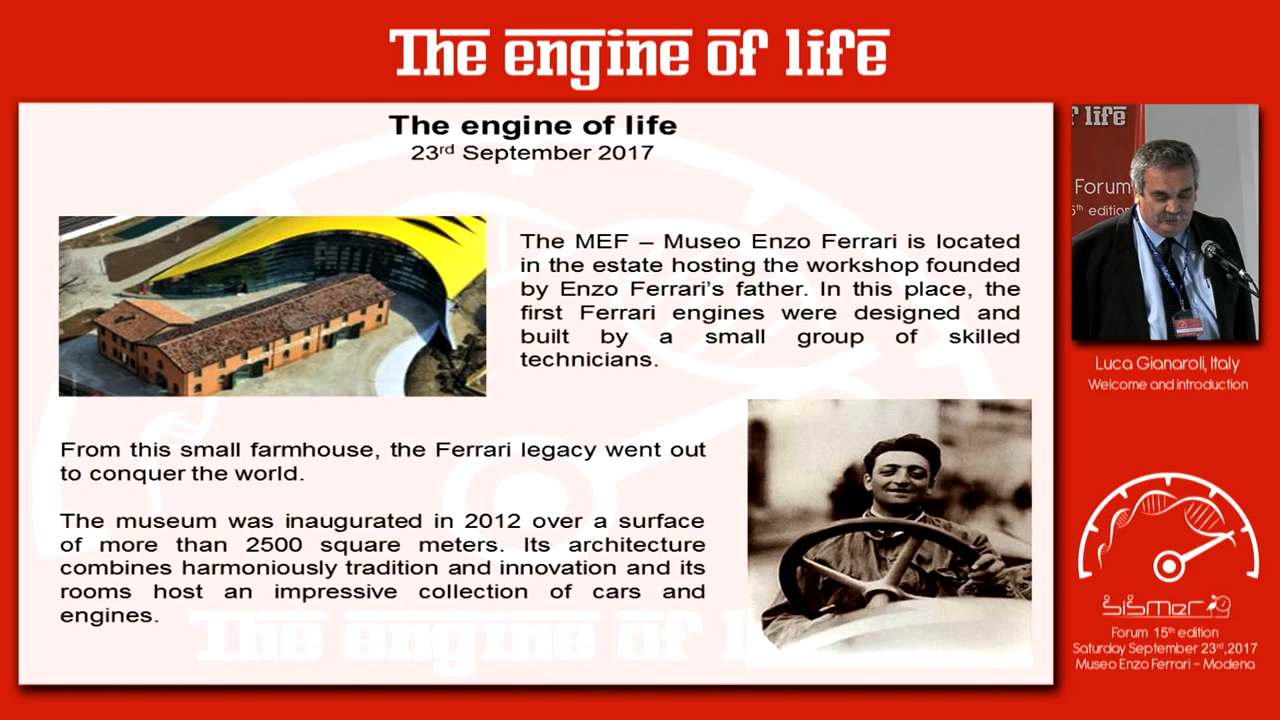 The engine of life
The engine of life
23rd September 2017
The MEF – Museo Enzo Ferrari is located
in the estate hosting the workshop founded
by Enzo Ferrari's father. In this place, the
first Ferrari engines were designed and
built by a small group of skilled
technicians.
From this small farmhouse, the Ferrari legacy went out
to conquer the world.
The museum was inaugurated in 2012 over a surface
of more than 2500 square meters. Its architecture
combines harmoniously tradition and innovation and its
rooms host an impressive collection of cars and
engines.
The engine of l
f life
Forum
5th edition
Luca Gianaroli, Italy
Welcome and introduction
SISMER
Forum 15th edition
Saturday September 23rd,2017
Museo Enzo Ferrari – Modena